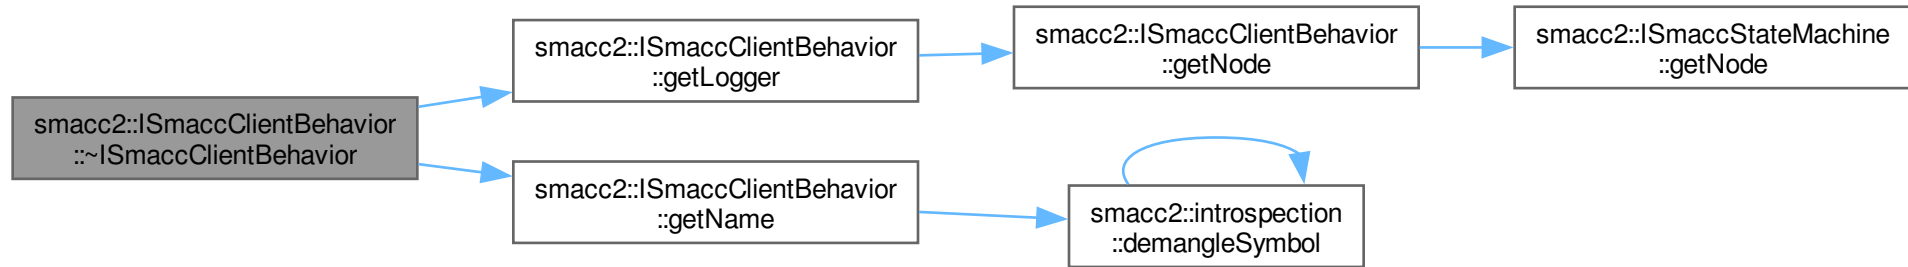 smacc2::ISmaccClientBehavior
::~ISmaccClientBehavior
smacc2::ISmaccClientBehavior
::getLogger
smacc2::ISmaccClientBehavior
::getNode
smacc2::ISmaccStateMachine
::getNode
smacc2::ISmaccClientBehavior
::getName
smacc2::introspection
::demangleSymbol